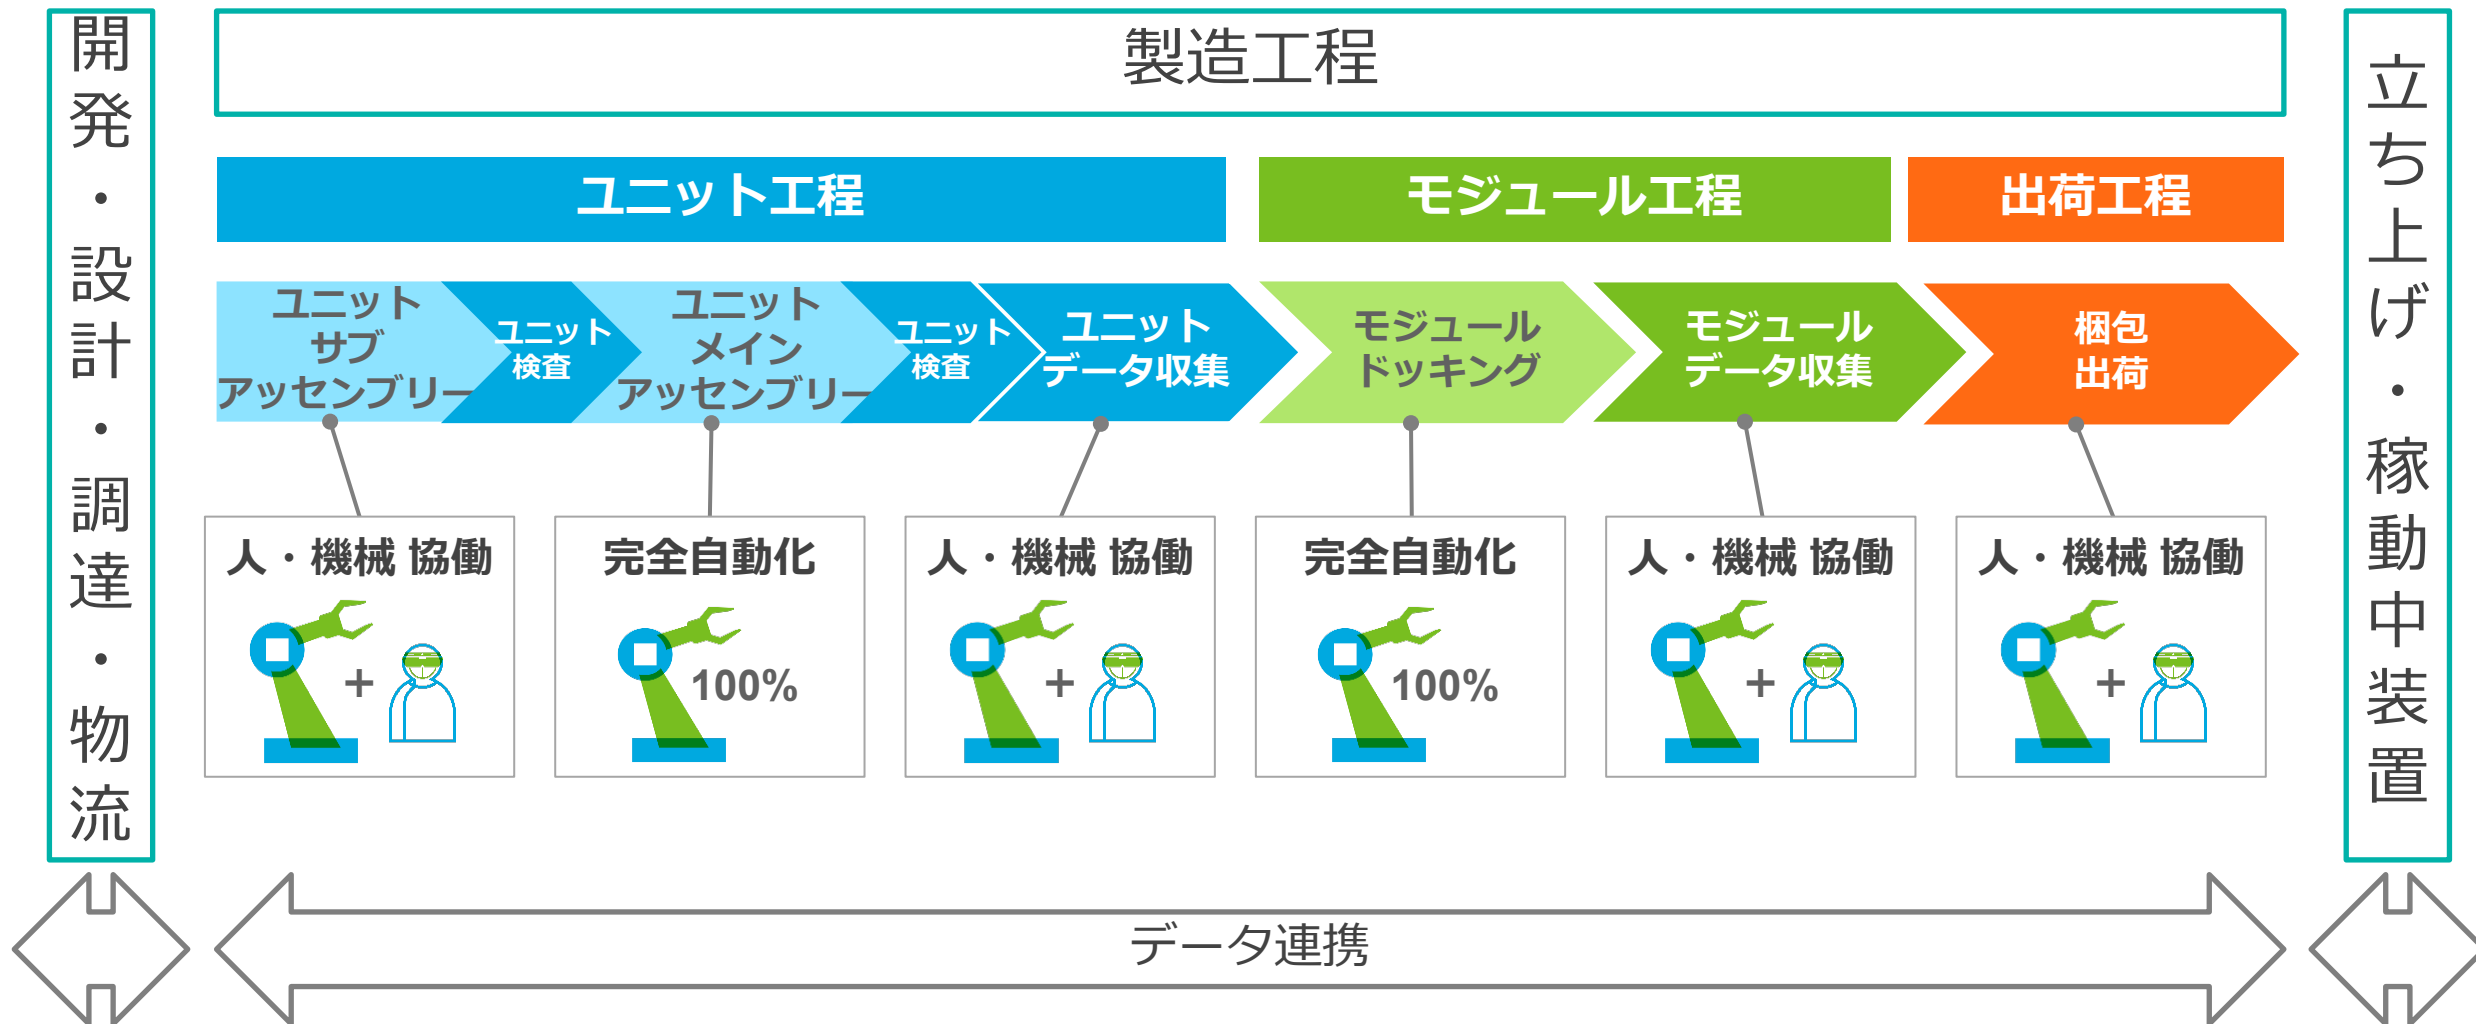 開発・設計・調達・物流
製造工程
立ち上げ・稼動中装置
ユニット工程
モジュール工程
出荷工程
ユニット
サブ
アッセンブリー
ユニット
検査
ユニット
メイン
アッセンブリー
ユニット
検査
ユニット
データ収集
モジュール
ドッキング
モジュール
データ収集
梱包
出荷
人・機械 協働
+
完全自動化
100%
人・機械 協働
+
完全自動化
100%
人・機械 協働
+
人・機械 協働
+
データ連携